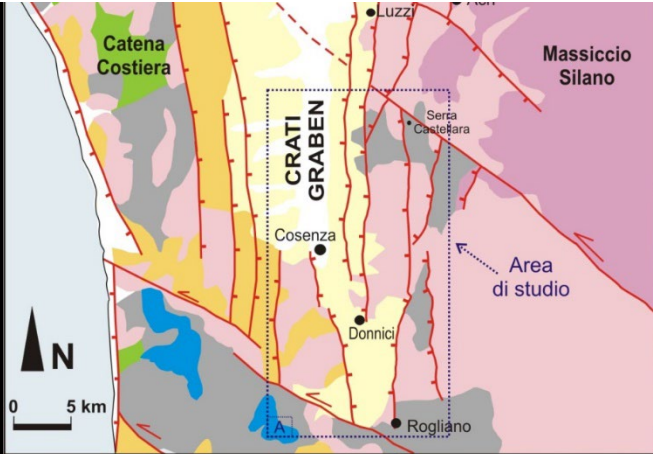 Luzzi
Catena
Costiera
Massiccio
Silano
Serra
Castellara
CRATI
GRABEN
Cosenza
Area
di studio
Donnici
N
0 5 km
A
Rogliano